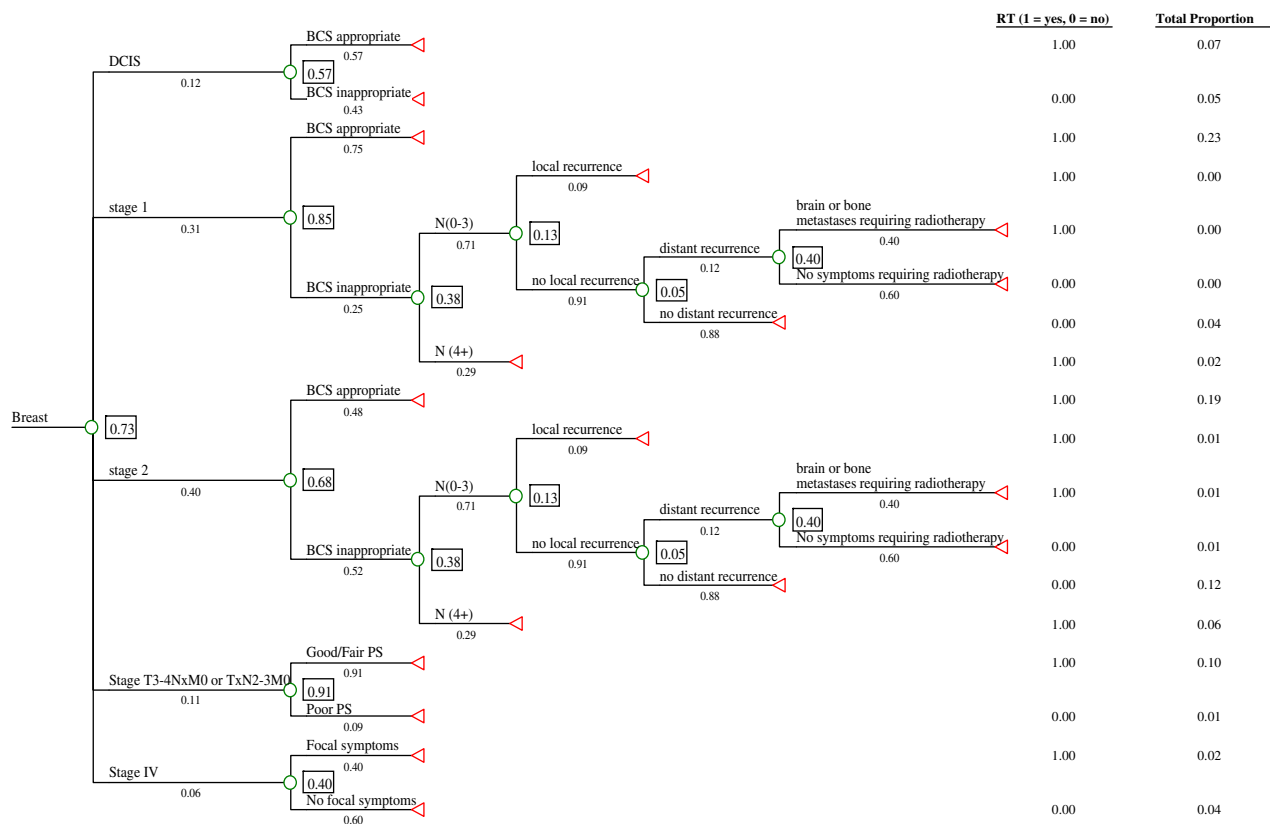 RT (1 = yes, 0 = no) Total Proportion
BCS appropriate 1.00 0.07
0.57
DCIS
0.57
0.12
BCS inappropriate 0.00 0.05
0.43
BCS appropriate 1.00 0.23
0.75
local recurrence 1.00 0.00
0.09
brain or bone
stage 1 0.85 N(0-3) 0.13 metastases requiring radiotherapy 1.00 0.00
0.31 0.71 0.40
distant recurrence 0.40
0.12
BCS inappropriate 0.38 no local recurrence 0.05 No symptoms requiring radiotherapy 0.00 0.00
0.25 0.91 0.60
no distant recurrence 0.00 0.04
0.88
N (4+) 1.00 0.02
0.29
BCS appropriate 1.00 0.19
0.48
Breast 0.73
local recurrence 1.00 0.01
0.09
brain or bone
stage 2 0.68 N(0-3) 0.13 metastases requiring radiotherapy 1.00 0.01
0.40 0.71 0.40
distant recurrence 0.40
0.12
BCS inappropriate 0.38 no local recurrence 0.05 No symptoms requiring radiotherapy 0.00 0.01
0.52 0.91 0.60
no distant recurrence 0.00 0.12
0.88
N (4+) 1.00 0.06
0.29
Good/Fair PS 1.00 0.10
0.91
Stage T3-4NxM0 or TxN2-3M0 0.91
0.11
Poor PS 0.00 0.01
0.09
Focal symptoms 1.00 0.02
0.40
Stage IV 0.40
0.06
No focal symptoms 0.00 0.04
0.60